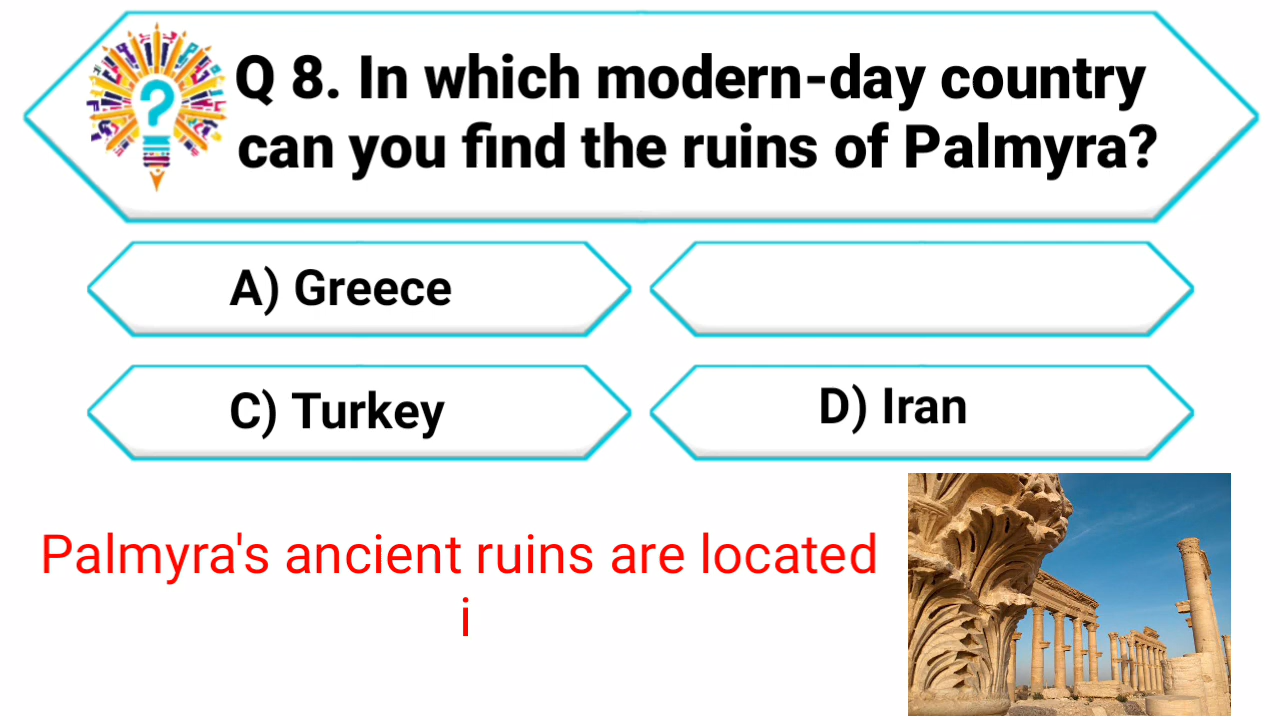 Q 8. In which modern-day country
can you find the ruins of Palmyra?
A) Greece
C) Turkey
D) Iran
Palmyra's ancient ruins are located
i